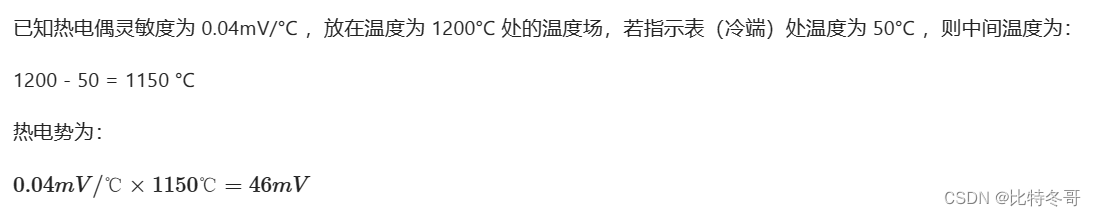 已知热电偶灵敏度为 0.04mV/°C ，放在温度为 1200°C 处的温度场，若指示表（冷端）处温度为 50°C ，则中间温度为：
1200 - 50 = 1150 °C
热电势为：
0.04mV/℃ × 1150℃ = 46mV
CSDN @比特冬哥